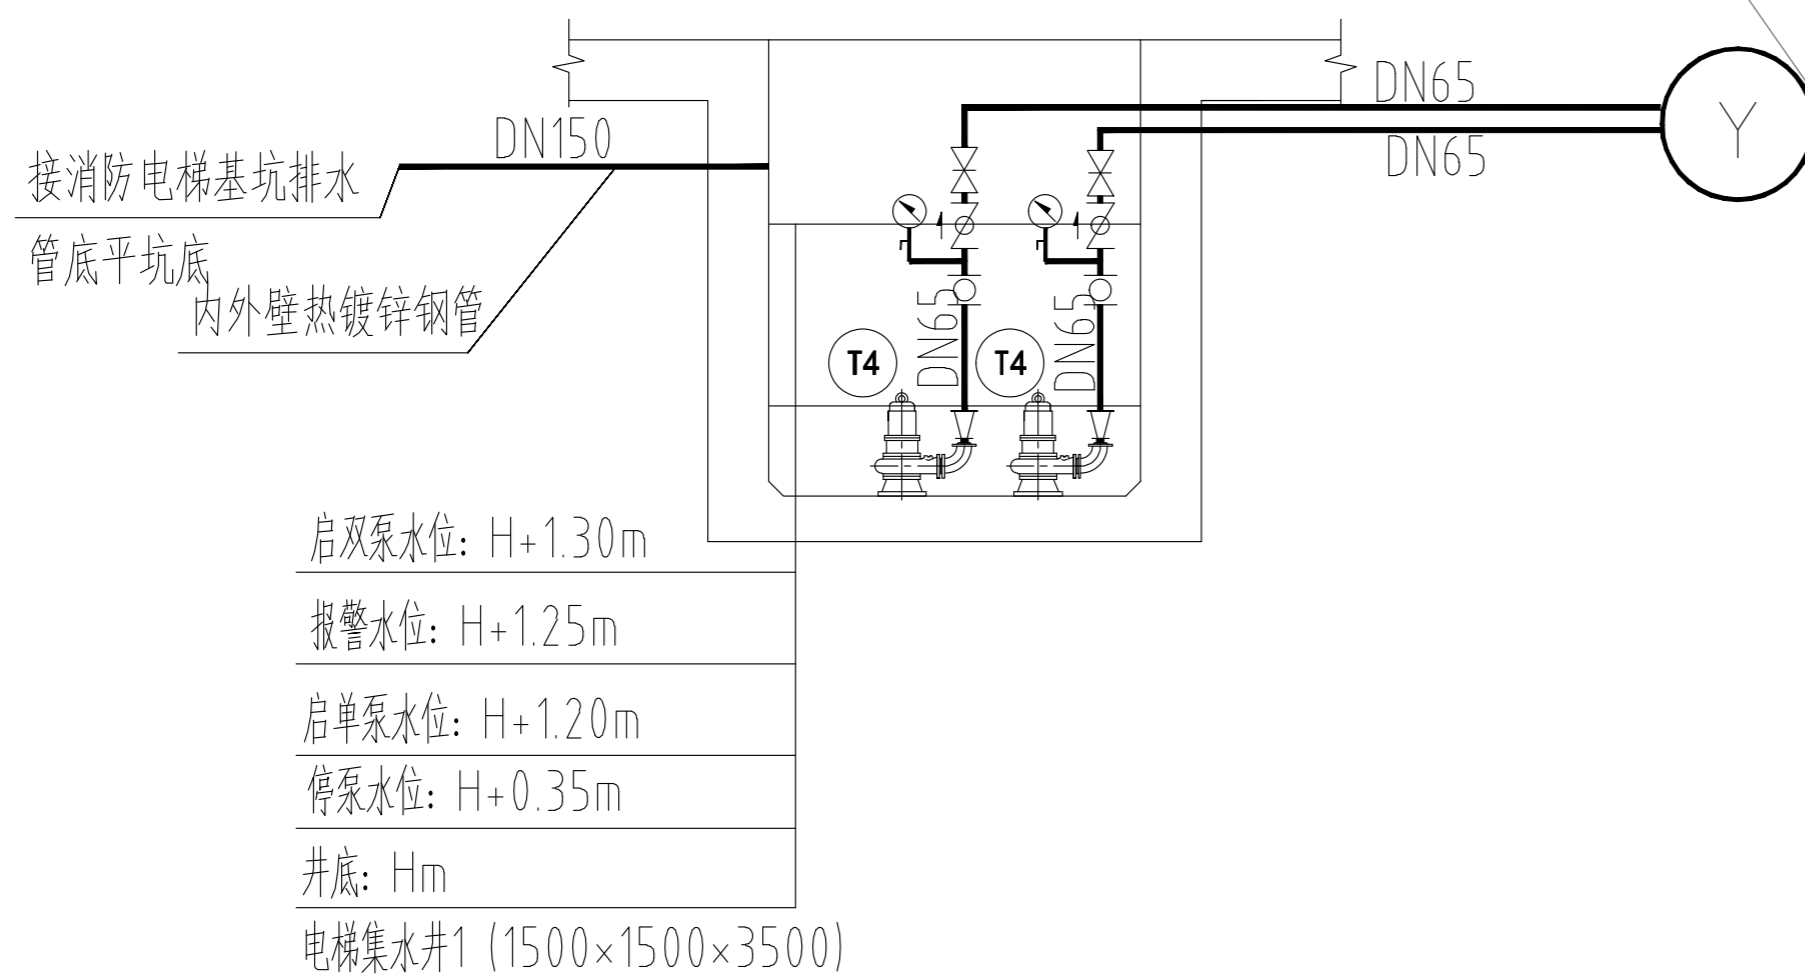 DN65
DN150
Y
DN65
接消防电梯基坑排水
管底平坑底
内外壁热镀锌钢管
DN65
DN65
T4
T4
启双泵水位: H+1.30m
报警水位: H+1.25m
启单泵水位: H+1.20m
停泵水位: H+0.35m
井底: Hm
电梯集水井1 (1500×1500×3500)